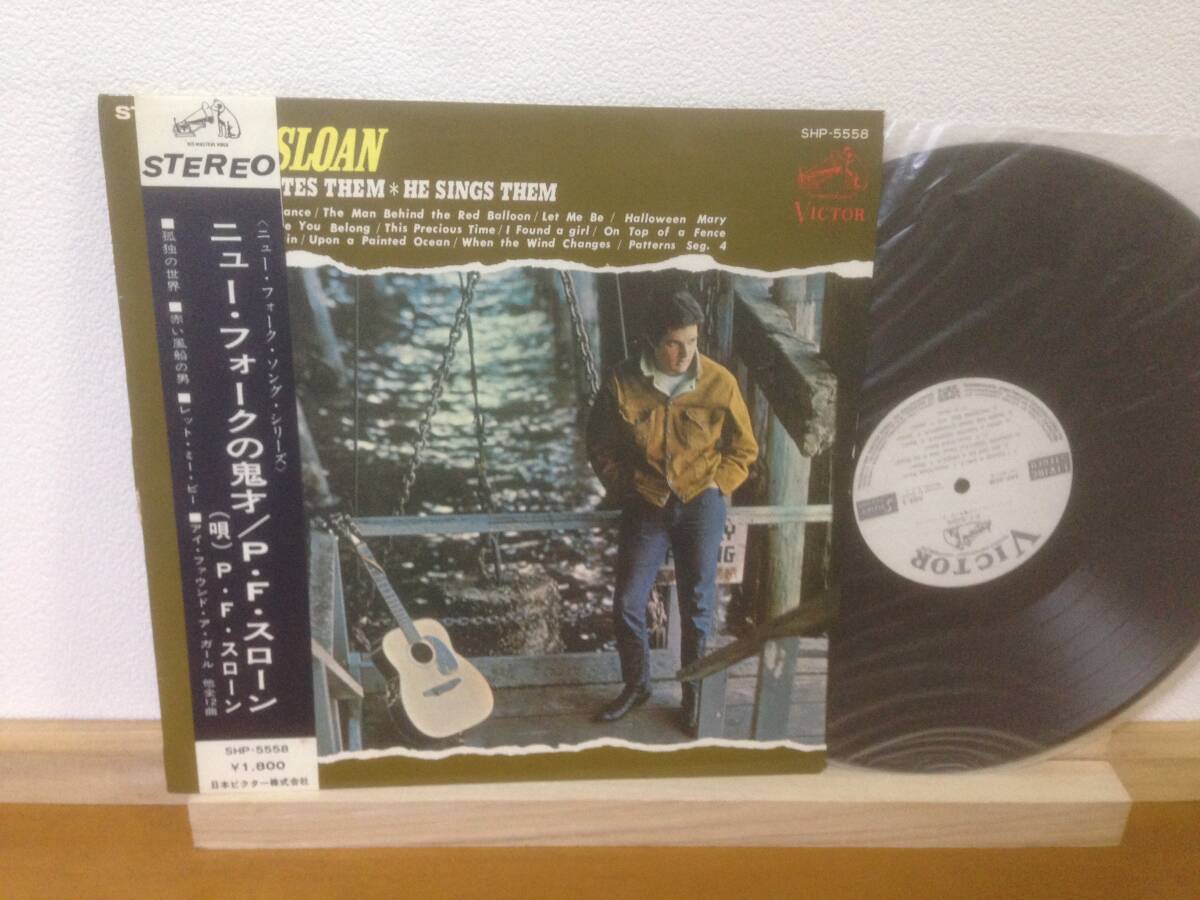 ST
HIS MASTERS VOICE
STEREO
〈ニュー・フォーク・ソング・シリーズ〉
ニュー・フォークの鬼才/P・F・スローン
(唄) P・F・スローン
■孤独の世界 ■赤い風船の男 ■レット・ミー・ビー ■アイ・ファウンド・ア・ガール 他全12曲
SHP-5558
¥1,800
日本ビクター株式会社
SLOAN
TES THEM*HE SINGS THEM
ance / The Man Behind the Red Balloon / Let Me Be / Halloween Mary
e You Belong / This Precious Time / I Found a girl / On Top of a Fence
in / Upon a Painted Ocean / When the Wind Changes / Patterns Seg. 4
SHP-5558
VICTOR
VICTOR